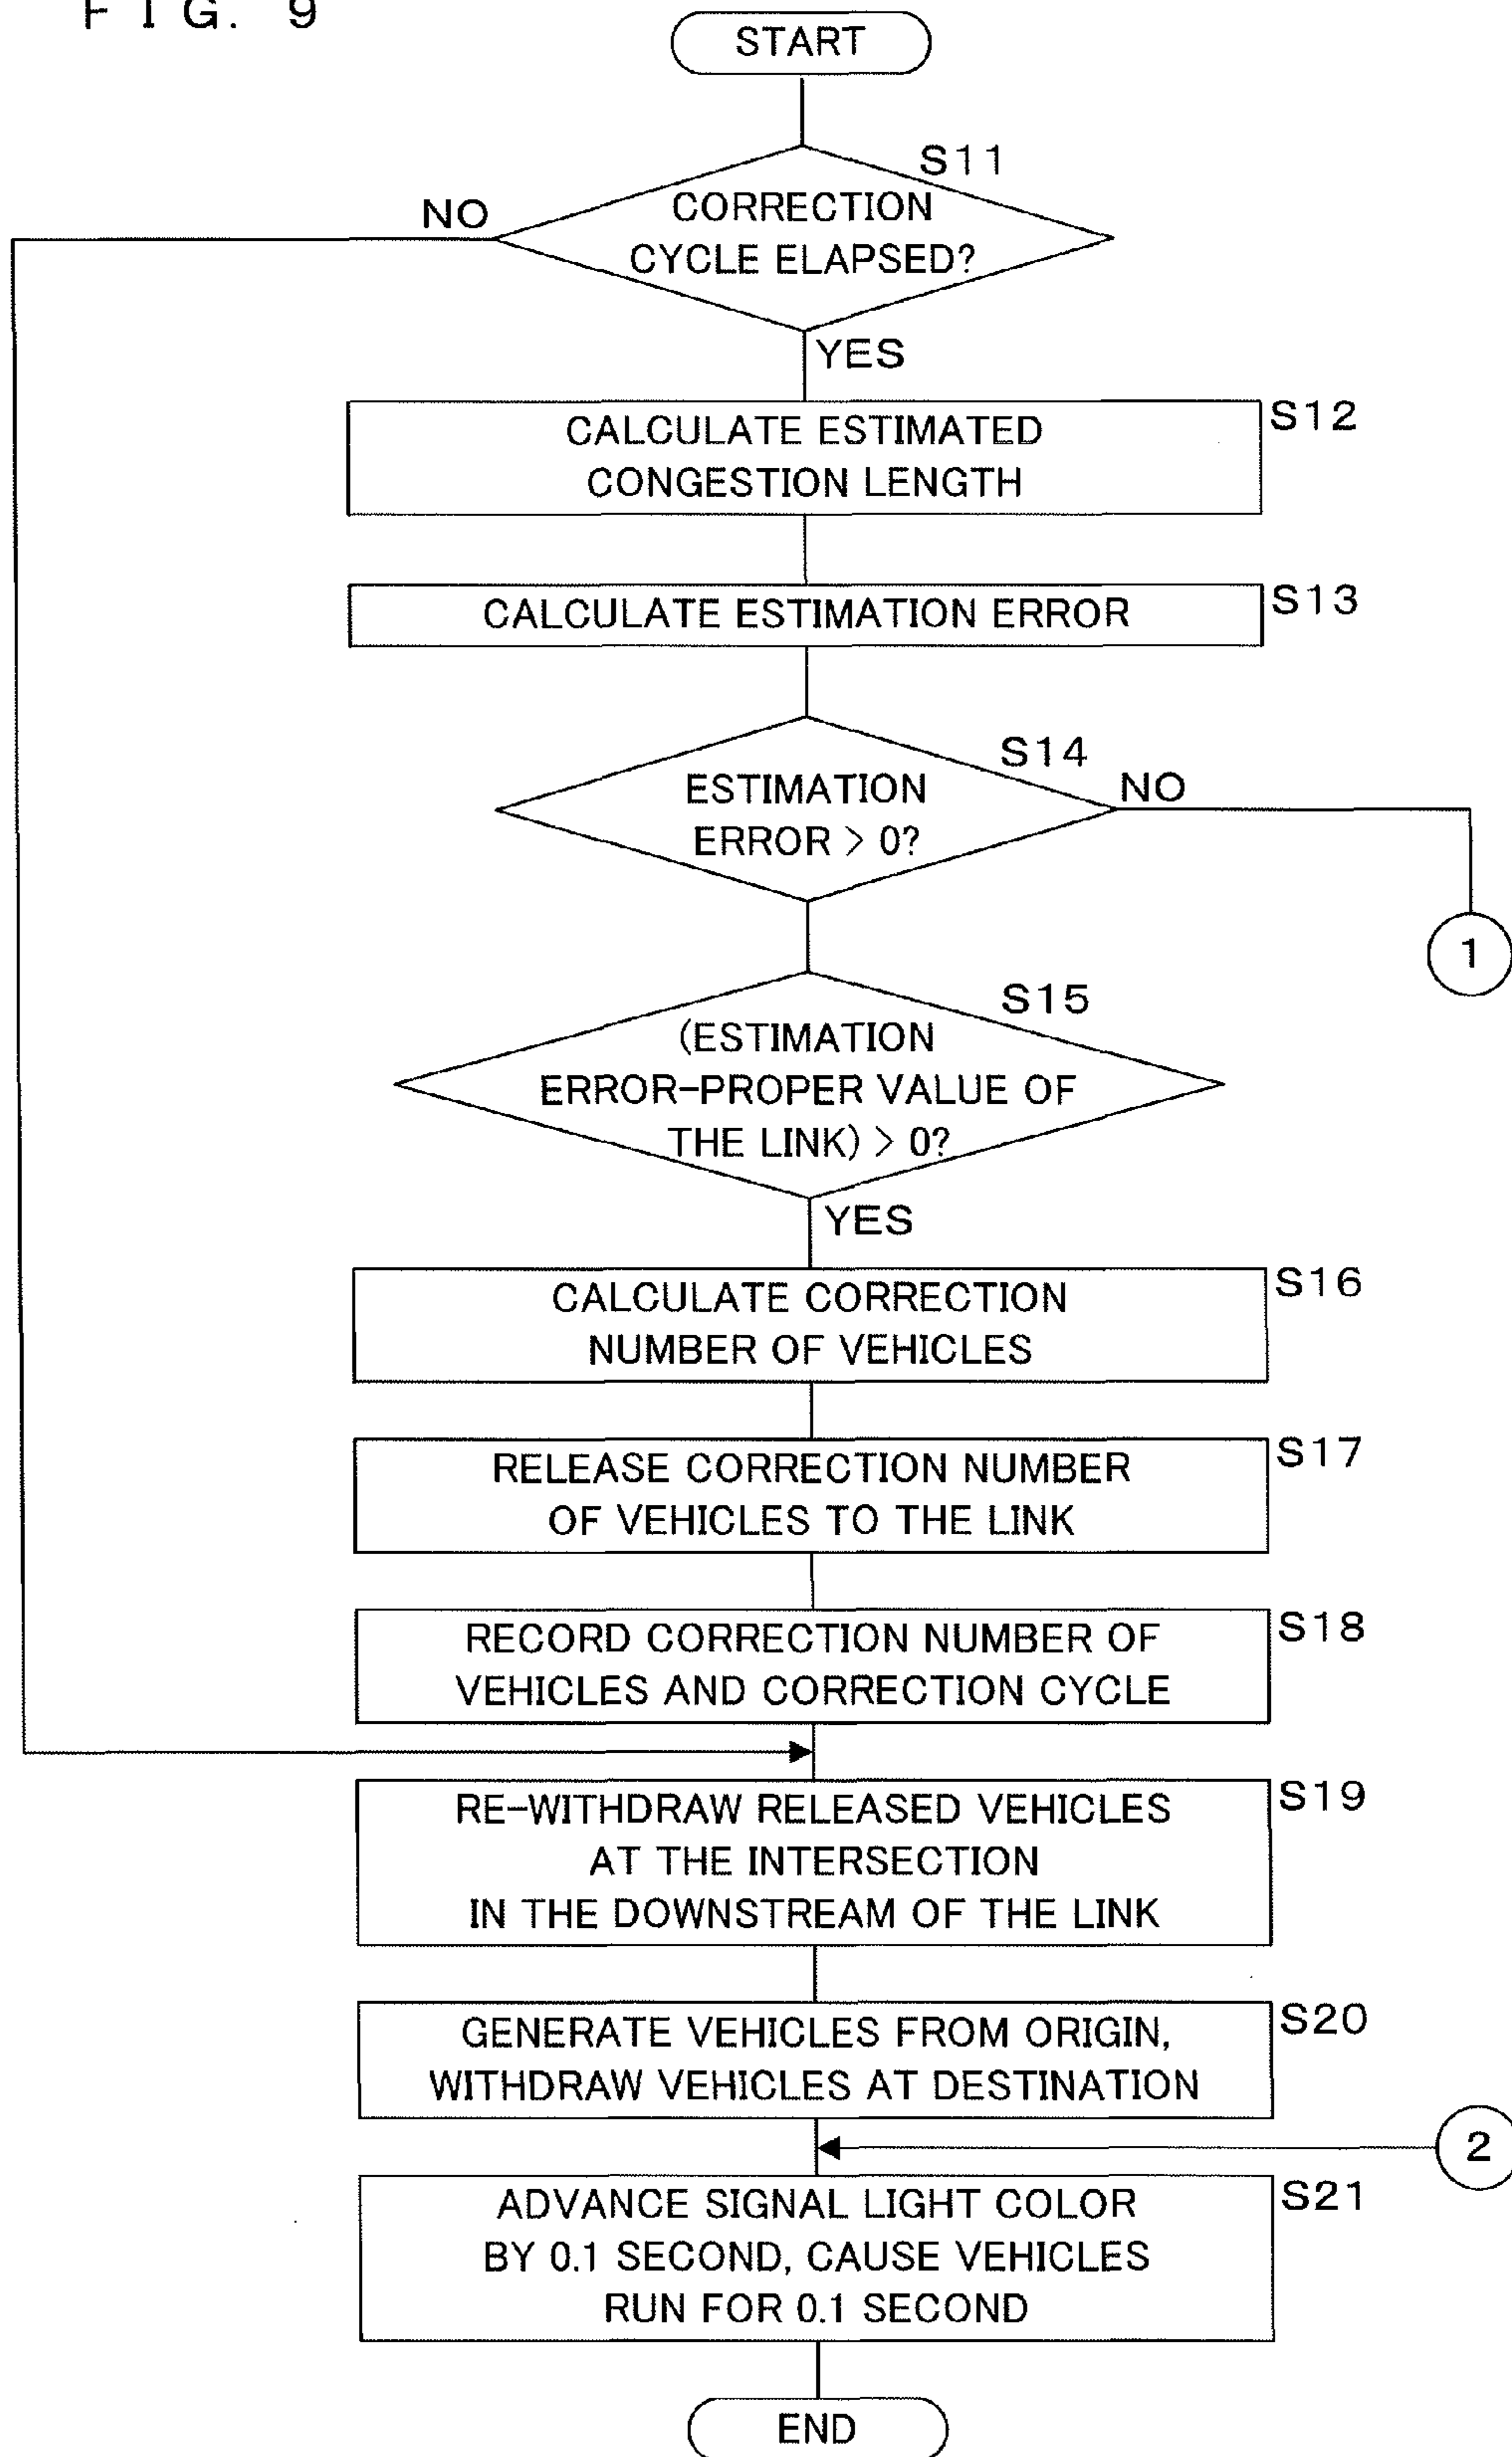 FIG. 9
START
S11
NO
CORRECTION
CYCLE ELAPSED?
YES
CALCULATE ESTIMATED
CONGESTION LENGTH
S12
CALCULATE ESTIMATION ERROR
S13
S14
ESTIMATION
ERROR > 0?
NO
1
S15
(ESTIMATION
ERROR-PROPER VALUE OF
THE LINK) > 0?
YES
CALCULATE CORRECTION
NUMBER OF VEHICLES
S16
RELEASE CORRECTION NUMBER
OF VEHICLES TO THE LINK
S17
RECORD CORRECTION NUMBER OF
VEHICLES AND CORRECTION CYCLE
S18
RE-WITHDRAW RELEASED VEHICLES
AT THE INTERSECTION
IN THE DOWNSTREAM OF THE LINK
S19
GENERATE VEHICLES FROM ORIGIN,
WITHDRAW VEHICLES AT DESTINATION
S20
2
ADVANCE SIGNAL LIGHT COLOR
BY 0.1 SECOND, CAUSE VEHICLES
RUN FOR 0.1 SECOND
S21
END